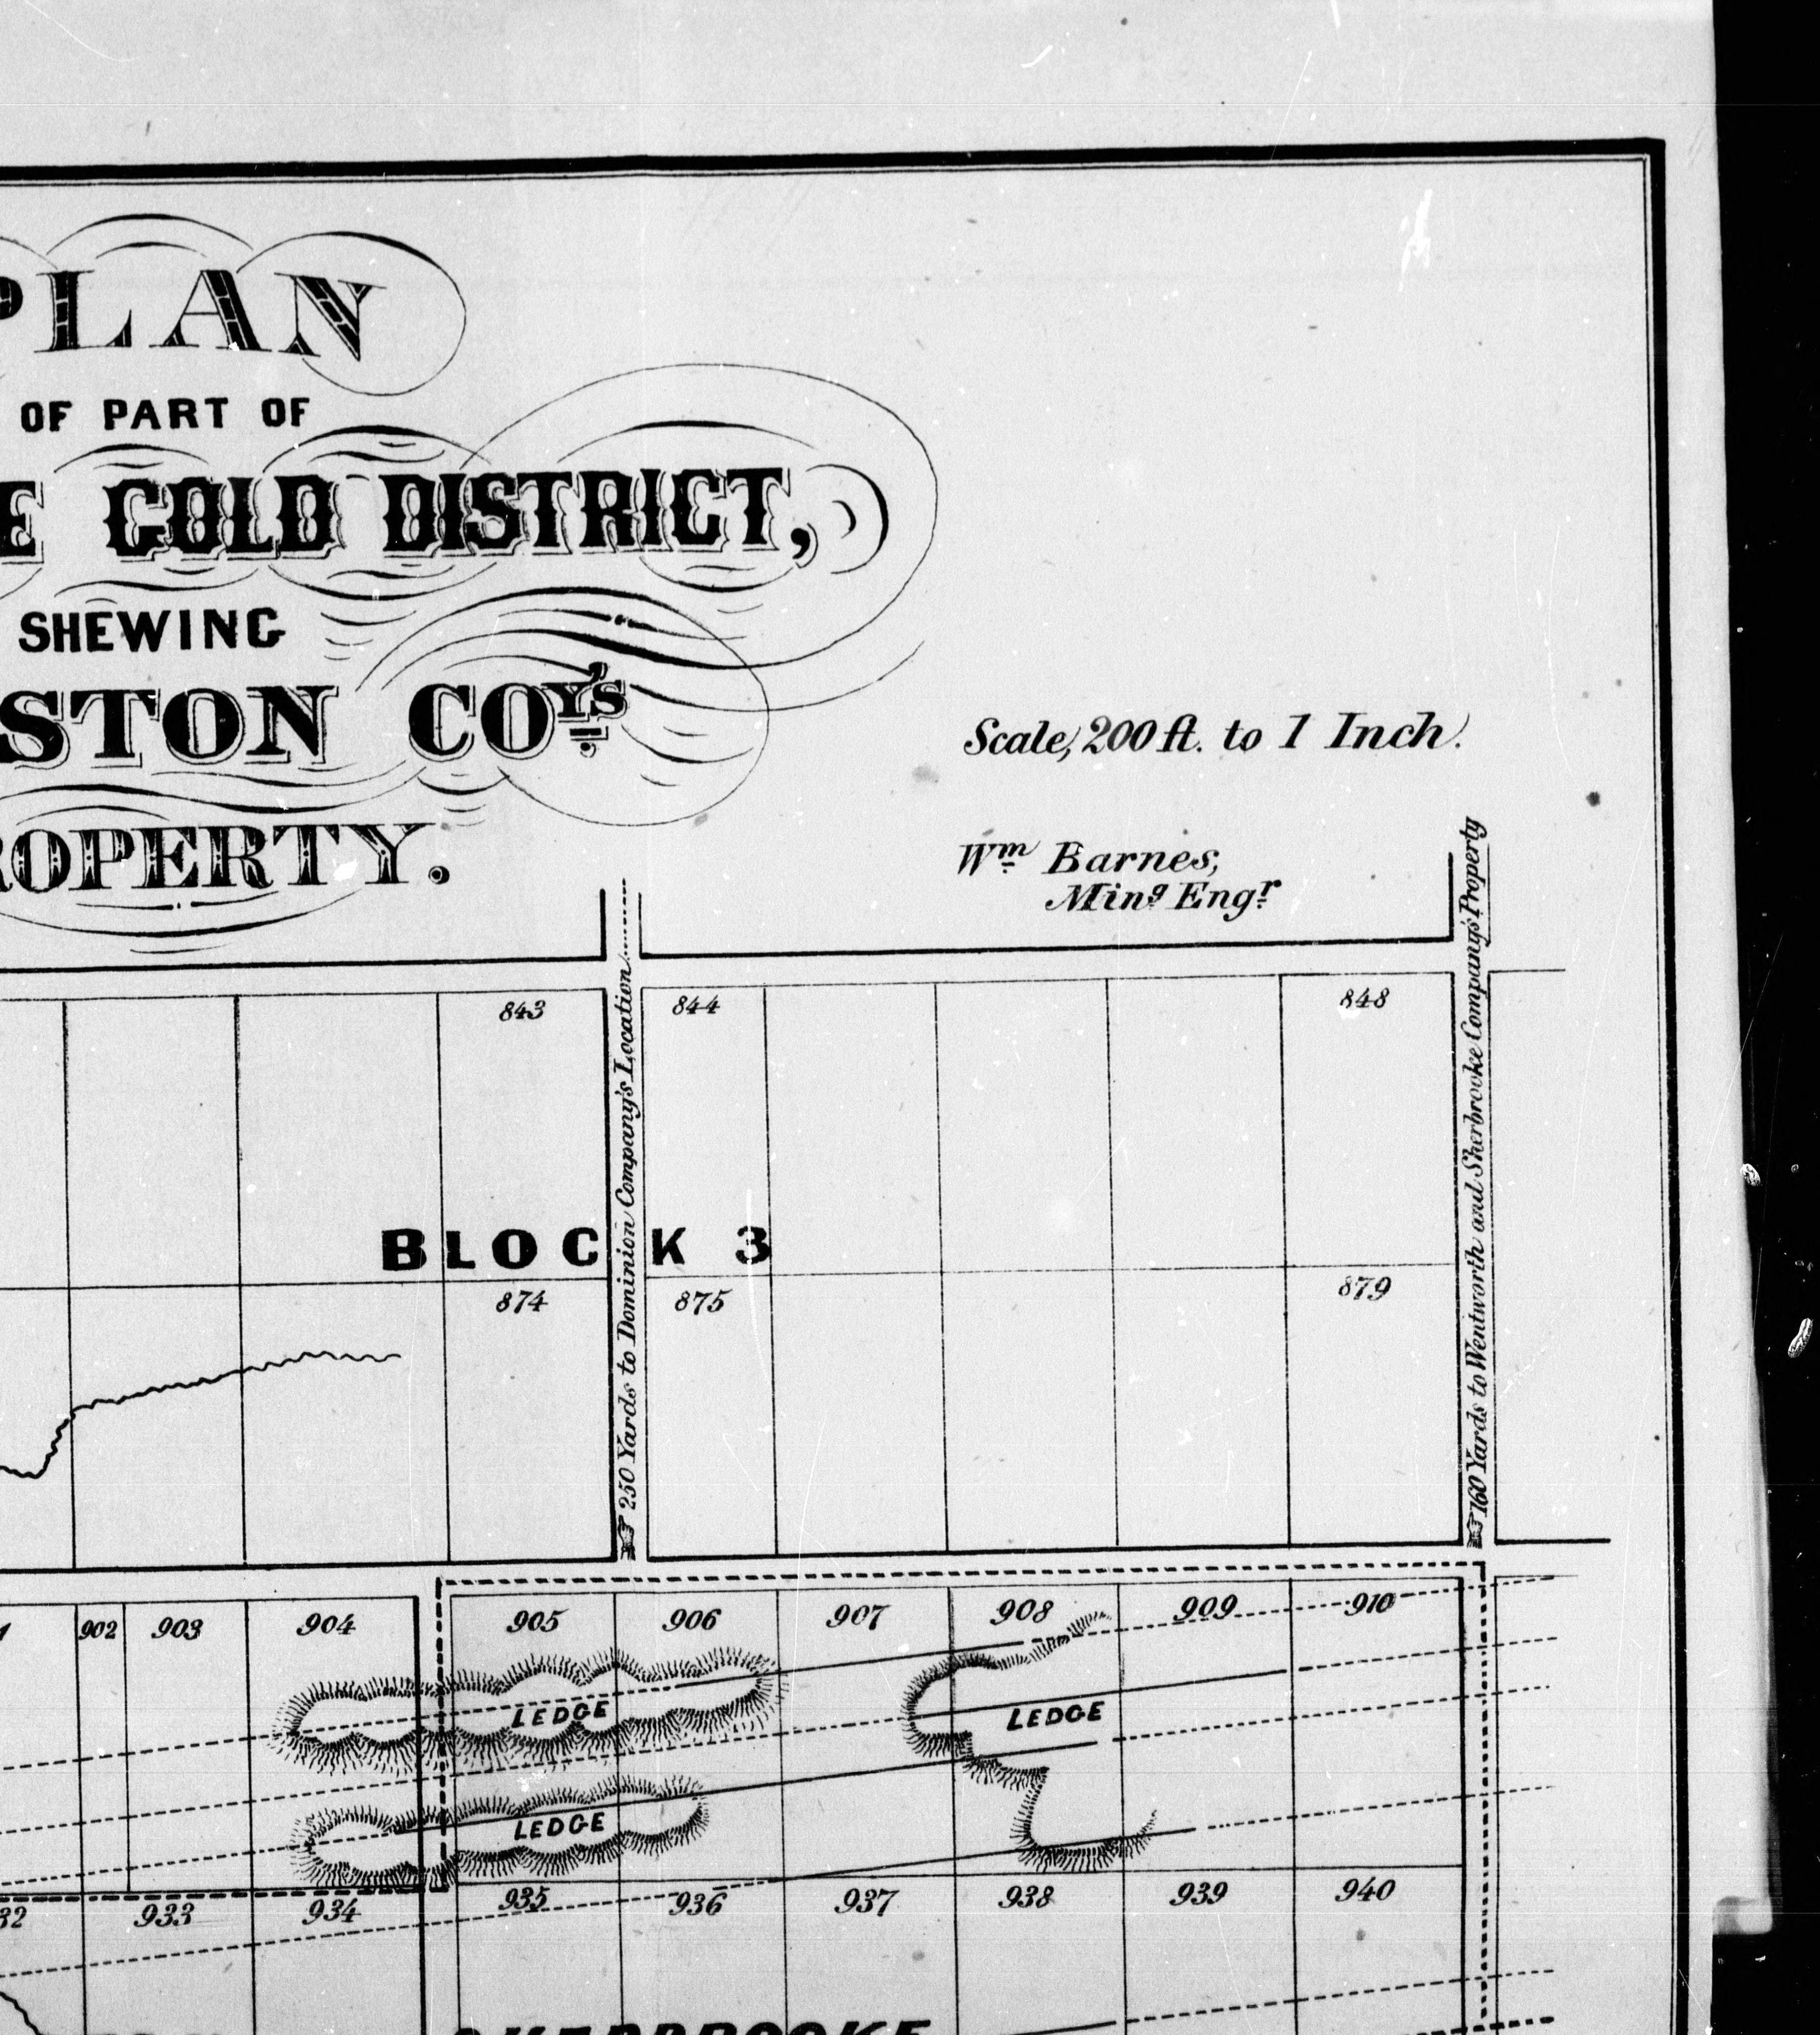 PLAN
OF PART OF
E GOLD DISTRICT,
SHEWING
STON COY'S
ROPERTY.
Scale, 200 ft. to 1 Inch.
Wm Barnes,
Ming Engr
843
844
848
250 Yards to Dominion Company's Location
160 Yards to Wentworth and Sherbrooke Company's Property
BLOCK 3
874
875
879
902
903
904
905
906
907
908
909
910
LEDGE
LEDGE
LEDGE
32
933
934
935
936
937
938
939
940